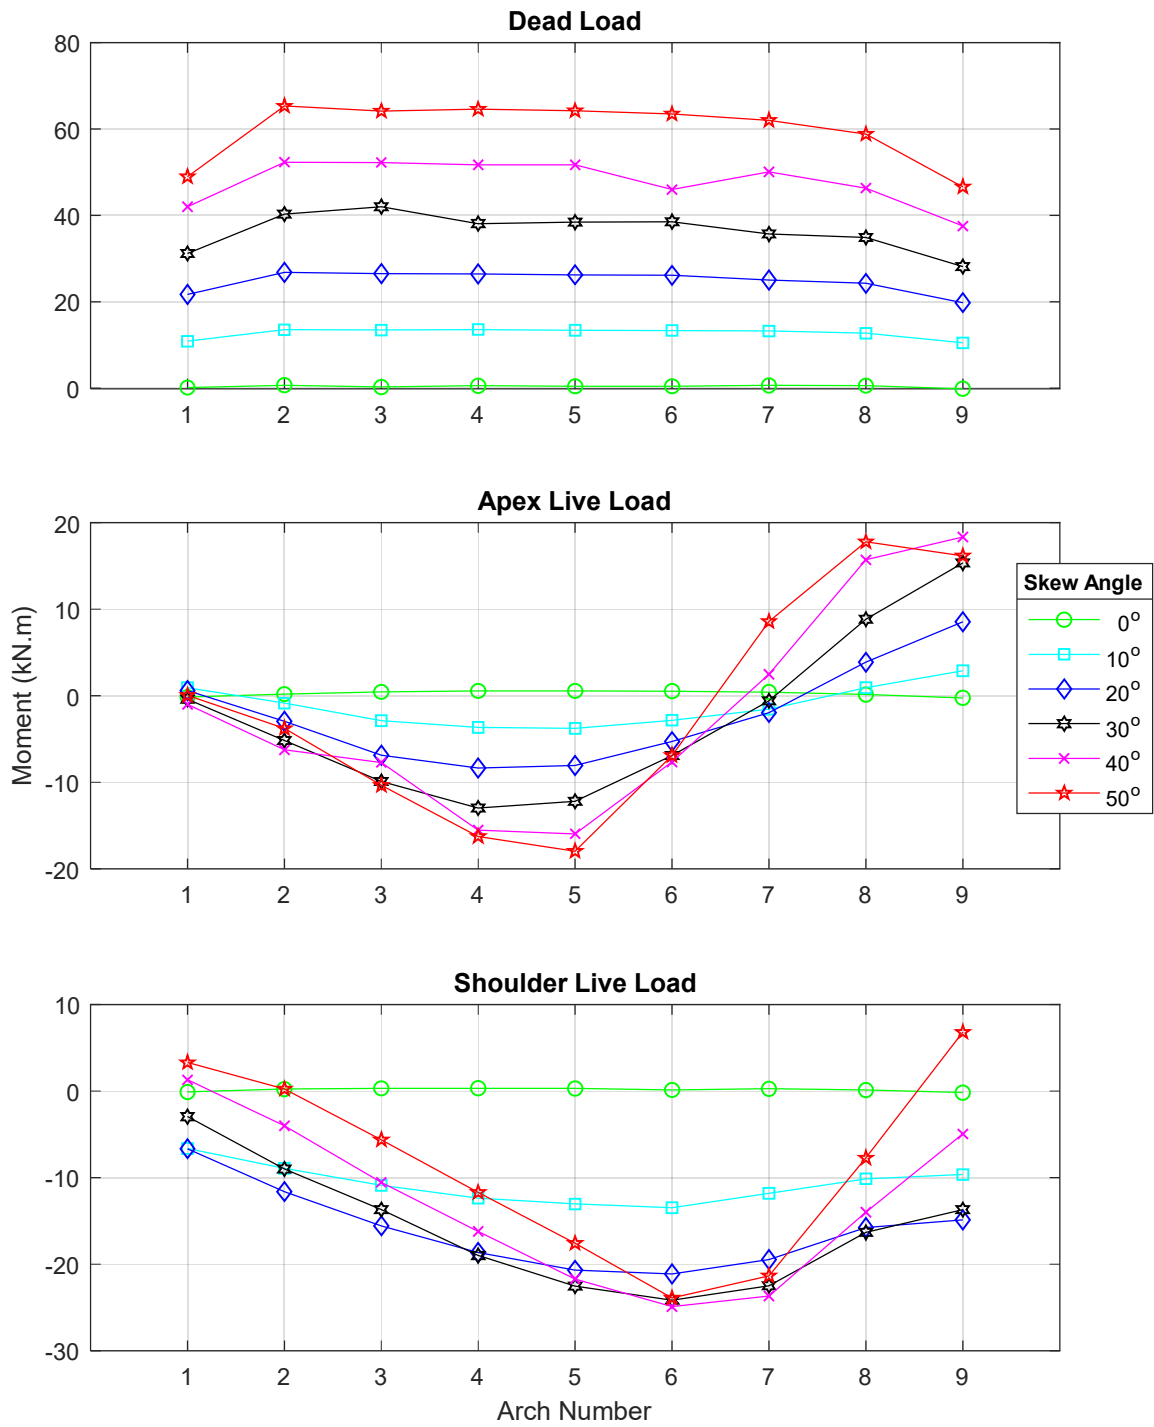 Dead Load
80
60
40
20
0
1 2 3 4 5 6 7 8 9
Apex Live Load
20
10
0
-10
-20
1 2 3 4 5 6 7 8 9
Moment (kN.m)
Skew Angle
0°
10°
20°
30°
40°
50°
Shoulder Live Load
10
0
-10
-20
-30
1 2 3 4 5 6 7 8 9
Arch Number